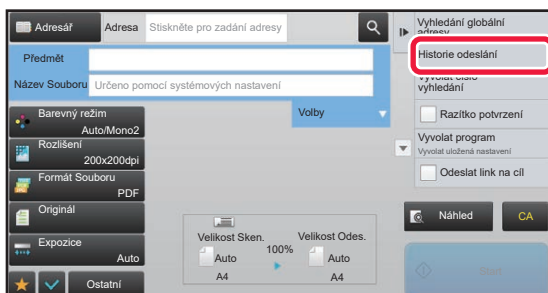 Adresář
Adresa
Stiskněte pro zadání adresy
Předmět
Název Souboru
Určeno pomocí systémových nastavení
Barevný režim
Auto/Mono2
Rozlišení
200x200dpi
Formát Souboru
PDF
Originál
Expozice
Auto
Ostatní
Volby
Velikost Sken.
100%
Velikost Odes.
Auto
Auto
A4
A4
Vyhledání globální
adresy
Historie odeslání
Vyvolat číslo
vyhledání
Razítko potvrzení
Vyvolat program
Vyvolat uložená nastavení
Odeslat link na cíl
Náhled
CA
Start